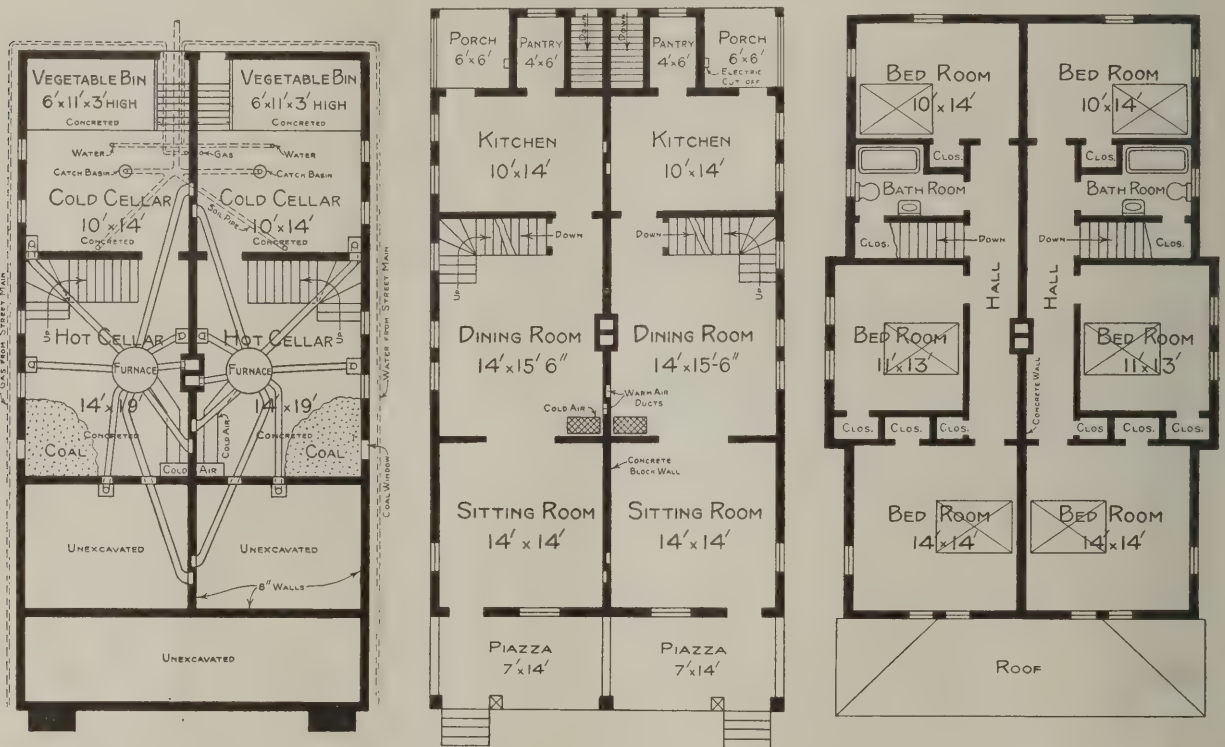 VEGETABLE BIN
6'x11'x3' HIGH
CONCRETED
VEGETABLE BIN
6'x11'x3' HIGH
CONCRETED
WATER
GAS
WATER
CATCH BASIN
CATCH BASIN
COLD CELLAR
10'x14'
CONCRETED
SOIL PIPE
COLD CELLAR
10'x14'
CONCRETED
GAS FROM STREET MAIN
WATER FROM STREET MAIN
UP
UP
HOT CELLAR
FURNACE
14'x19'
CONCRETED
COAL
HOT CELLAR
FURNACE
14'x19'
CONCRETED
COAL
COLD AIR
COLD AIR
COAL WINDOW
UNEXCAVATED
UNEXCAVATED
8" WALLS
UNEXCAVATED
PORCH
6'x6'
PANTRY
4'x6'
DOWN
DOWN
PANTRY
4'x6'
PORCH
6'x6'
ELECTRIC
CUT OFF
KITCHEN
10'x14'
KITCHEN
10'x14'
DOWN
DOWN
UP
UP
DINING ROOM
14'x15'6"
DINING ROOM
14'x15-6"
COLD AIR
WARM AIR
DUCTS
CONCRETE
BLOCK WALL
SITTING ROOM
14'x14'
SITTING ROOM
14'x14'
PIAZZA
7'x14'
PIAZZA
7'x14'
BED ROOM
10'x14'
BED ROOM
10'x14'
CLOS.
CLOS.
BATH ROOM
BATH ROOM
CLOS.
DOWN
DOWN
CLOS.
HALL
HALL
BED ROOM
11'x13'
BED ROOM
11'x13'
CONCRETE WALL
CLOS.
CLOS.
CLOS.
CLOS.
CLOS.
CLOS.
BED ROOM
14'x14'
BED ROOM
14'x14'
ROOF